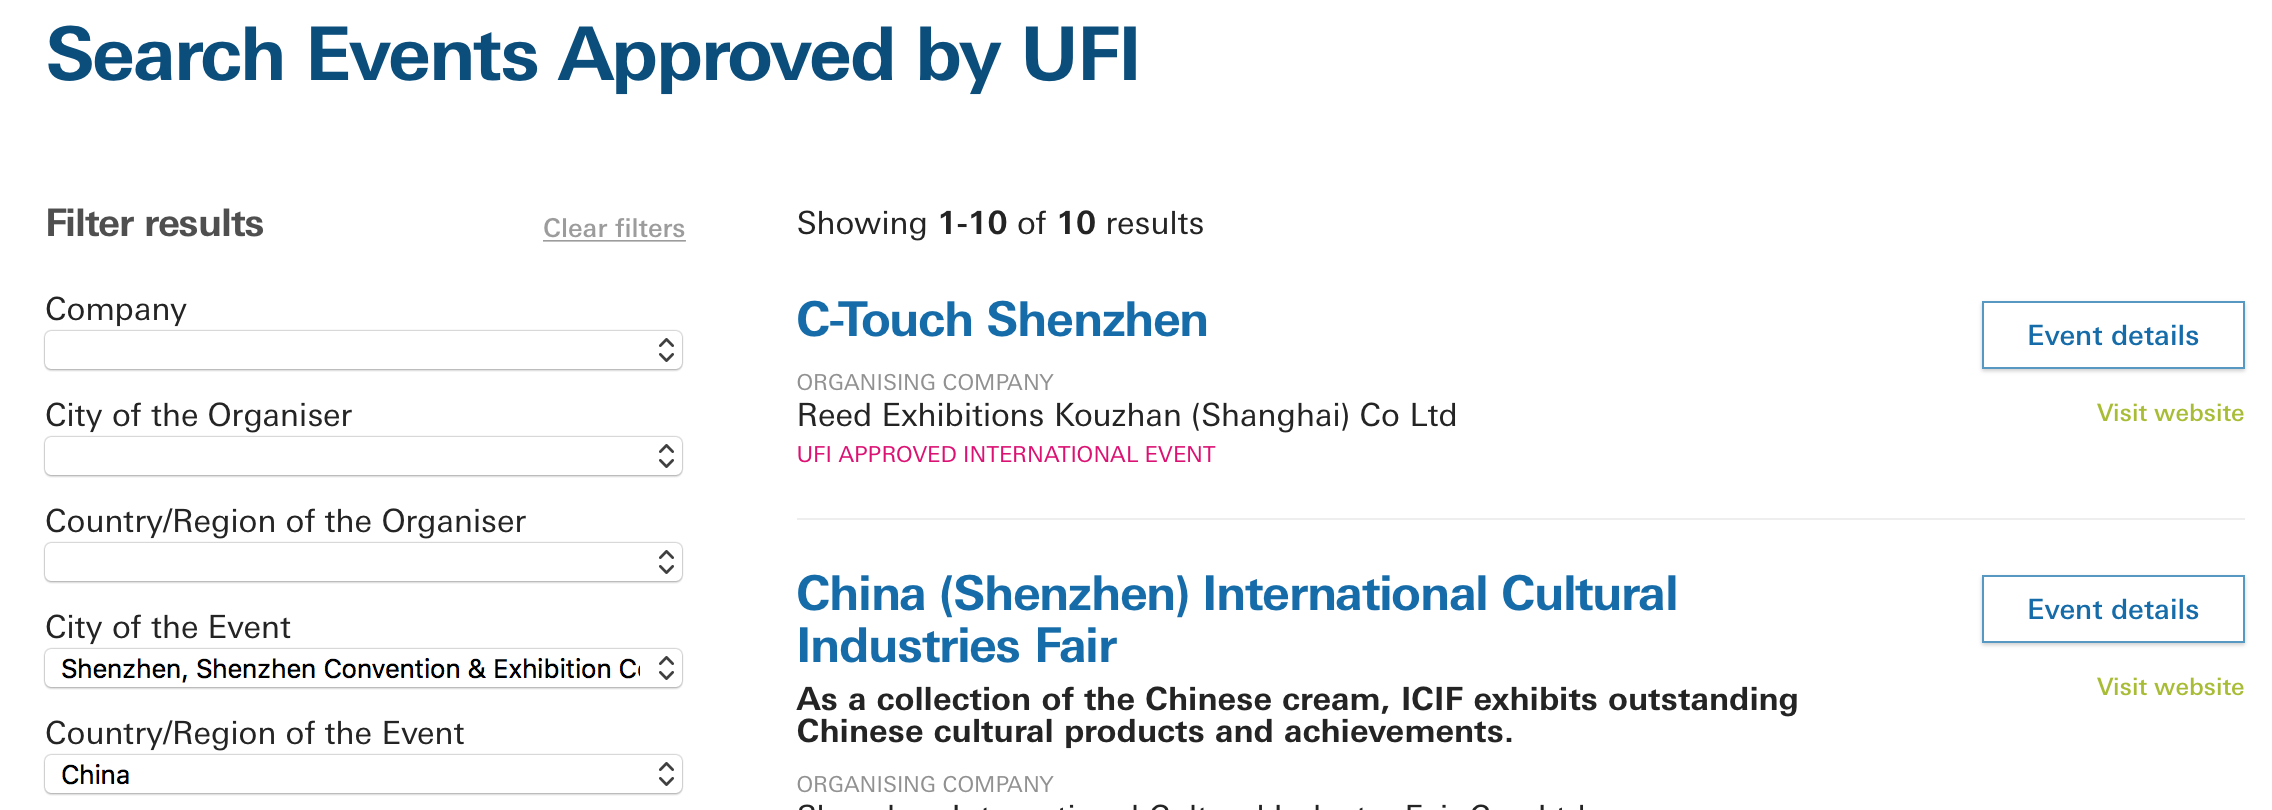 Search Events Approved by UFI
Filter results
Clear filters
Company
City of the Organiser
Country/Region of the Organiser
City of the Event
Shenzhen, Shenzhen Convention & Exhibition
Country/Region of the Event
China
Showing 1-10 of 10 results
C-Touch Shenzhen
ORGANISING COMPANY
Reed Exhibitions Kouzhan (Shanghai) Co Ltd
UFI APPROVED INTERNATIONAL EVENT
Event details
Visit website
China (Shenzhen) International Cultural
Industries Fair
As a collection of the Chinese cream, ICIF exhibits outstanding
Chinese cultural products and achievements.
ORGANISING COMPANY
Event details
Visit website